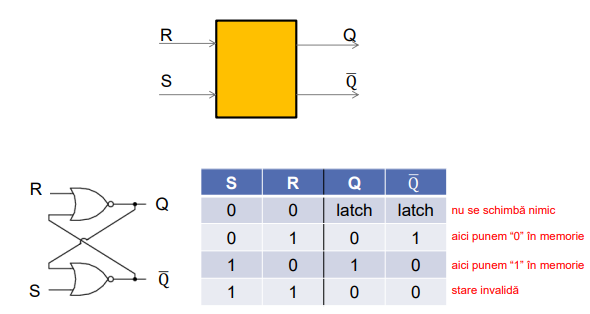 R
Q
S
Q̅
R
Q
S
Q̅
S R Q Q̅
0 0 latch latch nu se schimbă nimic
0 1 0 1 aici punem “0” în memorie
1 0 1 0 aici punem “1” în memorie
1 1 0 0 stare invalidă